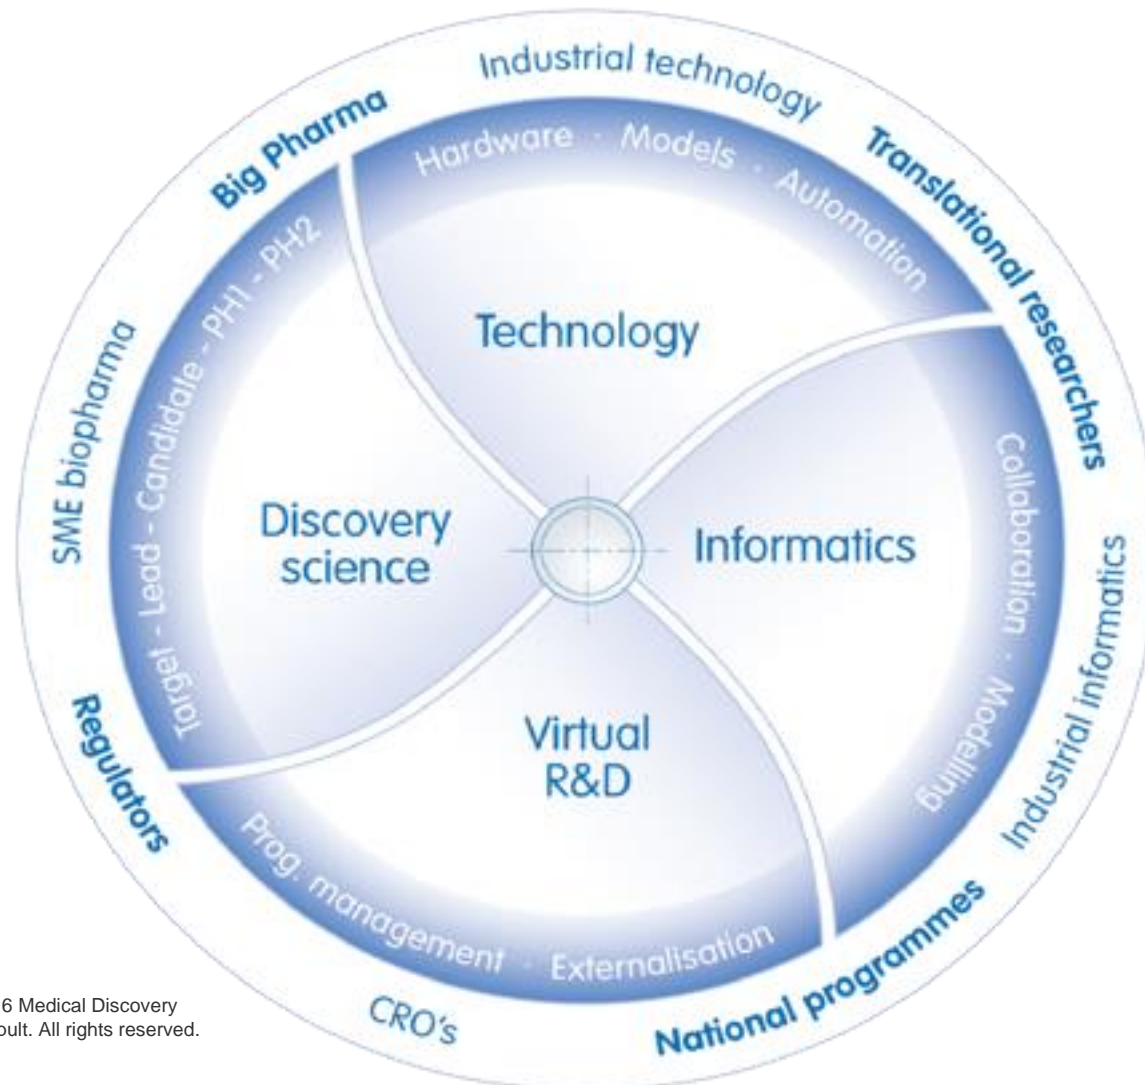 Industrial technology
Big Pharma
Translational researchers
Hardware · Models · Automation
Target - Lead - Candidate - PH1 - PH2
Technology
SME biopharma
Discovery
science
Informatics
Collaboration · Modelling
Industrial informatics
Virtual
R&D
Regulators
Prog. management · Externalisation
National programmes
CRO's
6 Medical Discovery
All rights reserved.